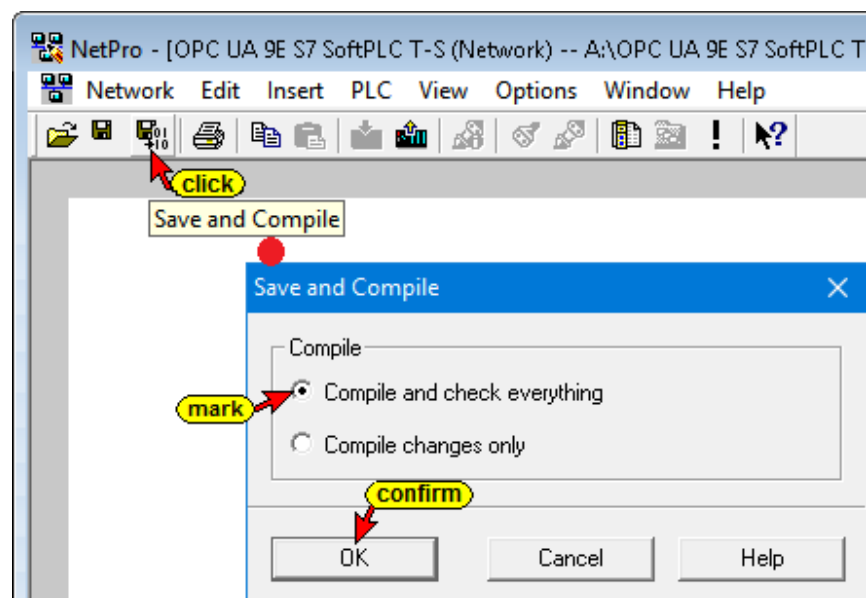 NetPro - [OPC UA 9E S7 SoftPLC T-S (Network) -- A:\OPC UA 9E S7 SoftPLC T
Network Edit Insert PLC View Options Window Help
click
Save and Compile
Save and Compile
Compile
Compile and check everything
mark
Compile changes only
confirm
OK Cancel Help